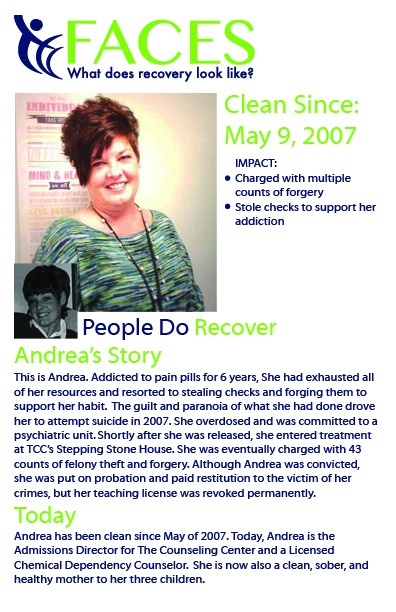 FACES
What does recovery look like?
Clean Since:
May 9, 2007
IMPACT:
• Charged with multiple
counts of forgery
• Stole checks to support her
addiction
INDIVIDU
MIND & HEA
People Do Recover
Andrea's Story
This is Andrea. Addicted to pain pills for 6 years, She had exhausted all
of her resources and resorted to stealing checks and forging them to
support her habit.  The guilt and paranoia of what she had done drove
her to attempt suicide in 2007. She overdosed and was committed to a
psychiatric unit. Shortly after she was released, she entered treatment
at TCC's Stepping Stone House. She was eventually charged with 43
counts of felony theft and forgery. Although Andrea was convicted,
she was put on probation and paid restitution to the victim of her
crimes, but her teaching license was revoked permanently.
Today
Andrea has been clean since May of 2007. Today, Andrea is the
Admissions Director for The Counseling Center and a Licensed
Chemical Dependency Counselor.  She is now also a clean, sober, and
healthy mother to her three children.